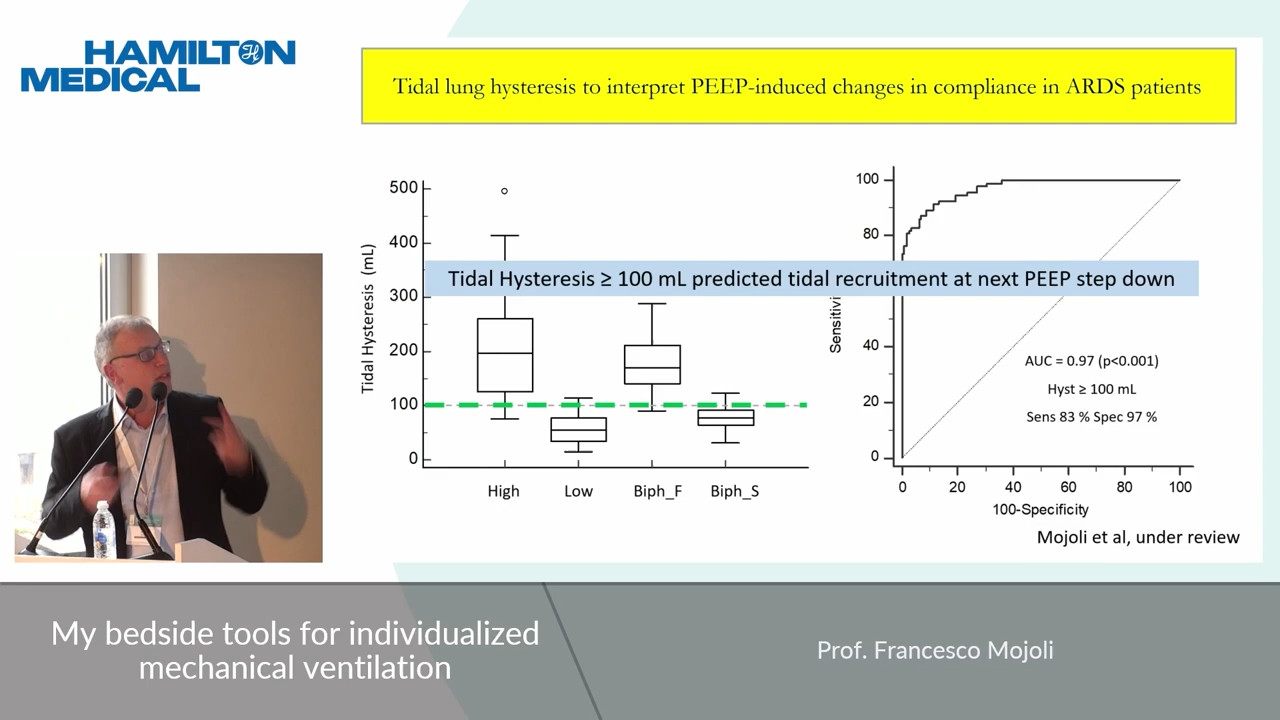 HAMILTON
MEDICAL
Tidal lung hysteresis to interpret PEEP-induced changes in compliance in ARDS patients
Tidal Hysteresis ≥ 100 mL predicted tidal recruitment at next PEEP step down
Tidal Hysteresis (mL)
500
400
300
200
100
0
High
Low
Biph_F
Biph_S
100
80
40
20
0
0
20
40
60
80
100
100-Specificity
AUC = 0.97 (p<0.001)
Hyst ≥ 100 mL
Sens 83 % Spec 97 %
Mojoli et al, under review
My bedside tools for individualized
mechanical ventilation
Prof. Francesco Mojoli